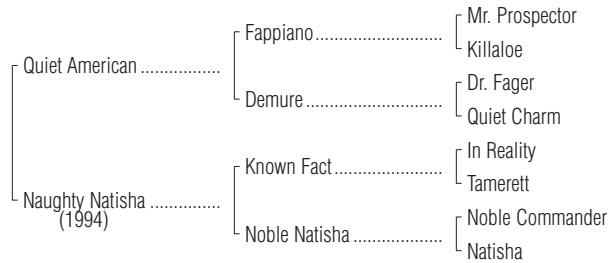 Mr. Prospector
Fappiano..............................
Killaloe
Quiet American ................
Dr. Fager
Demure ................................
Quiet Charm
In Reality
Known Fact .........................
Tamerett
Naughty Natisha ..............
(1994)
Noble Commander
Noble Natisha .....................
Natisha